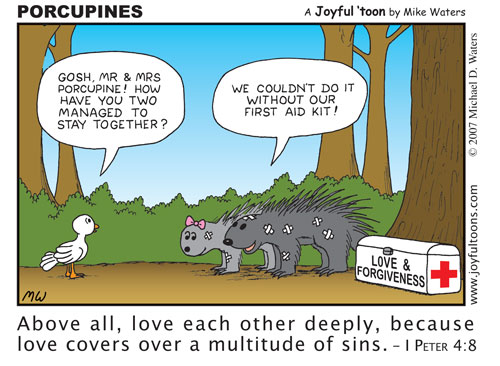 PORCUPINES
A Joyful 'toon by Mike Waters
GOSH, MR & MRS
PORCUPINE! HOW
HAVE YOU TWO
MANAGED TO
STAY TOGETHER?
WE COULDN'T DO IT
WITHOUT OUR
FIRST AID KIT!
LOVE &
FORGIVENESS
MW
© 2007 Michael D. Waters
www.joyfultoons.com
Above all, love each other deeply, because
love covers over a multitude of sins. – I PETER 4:8